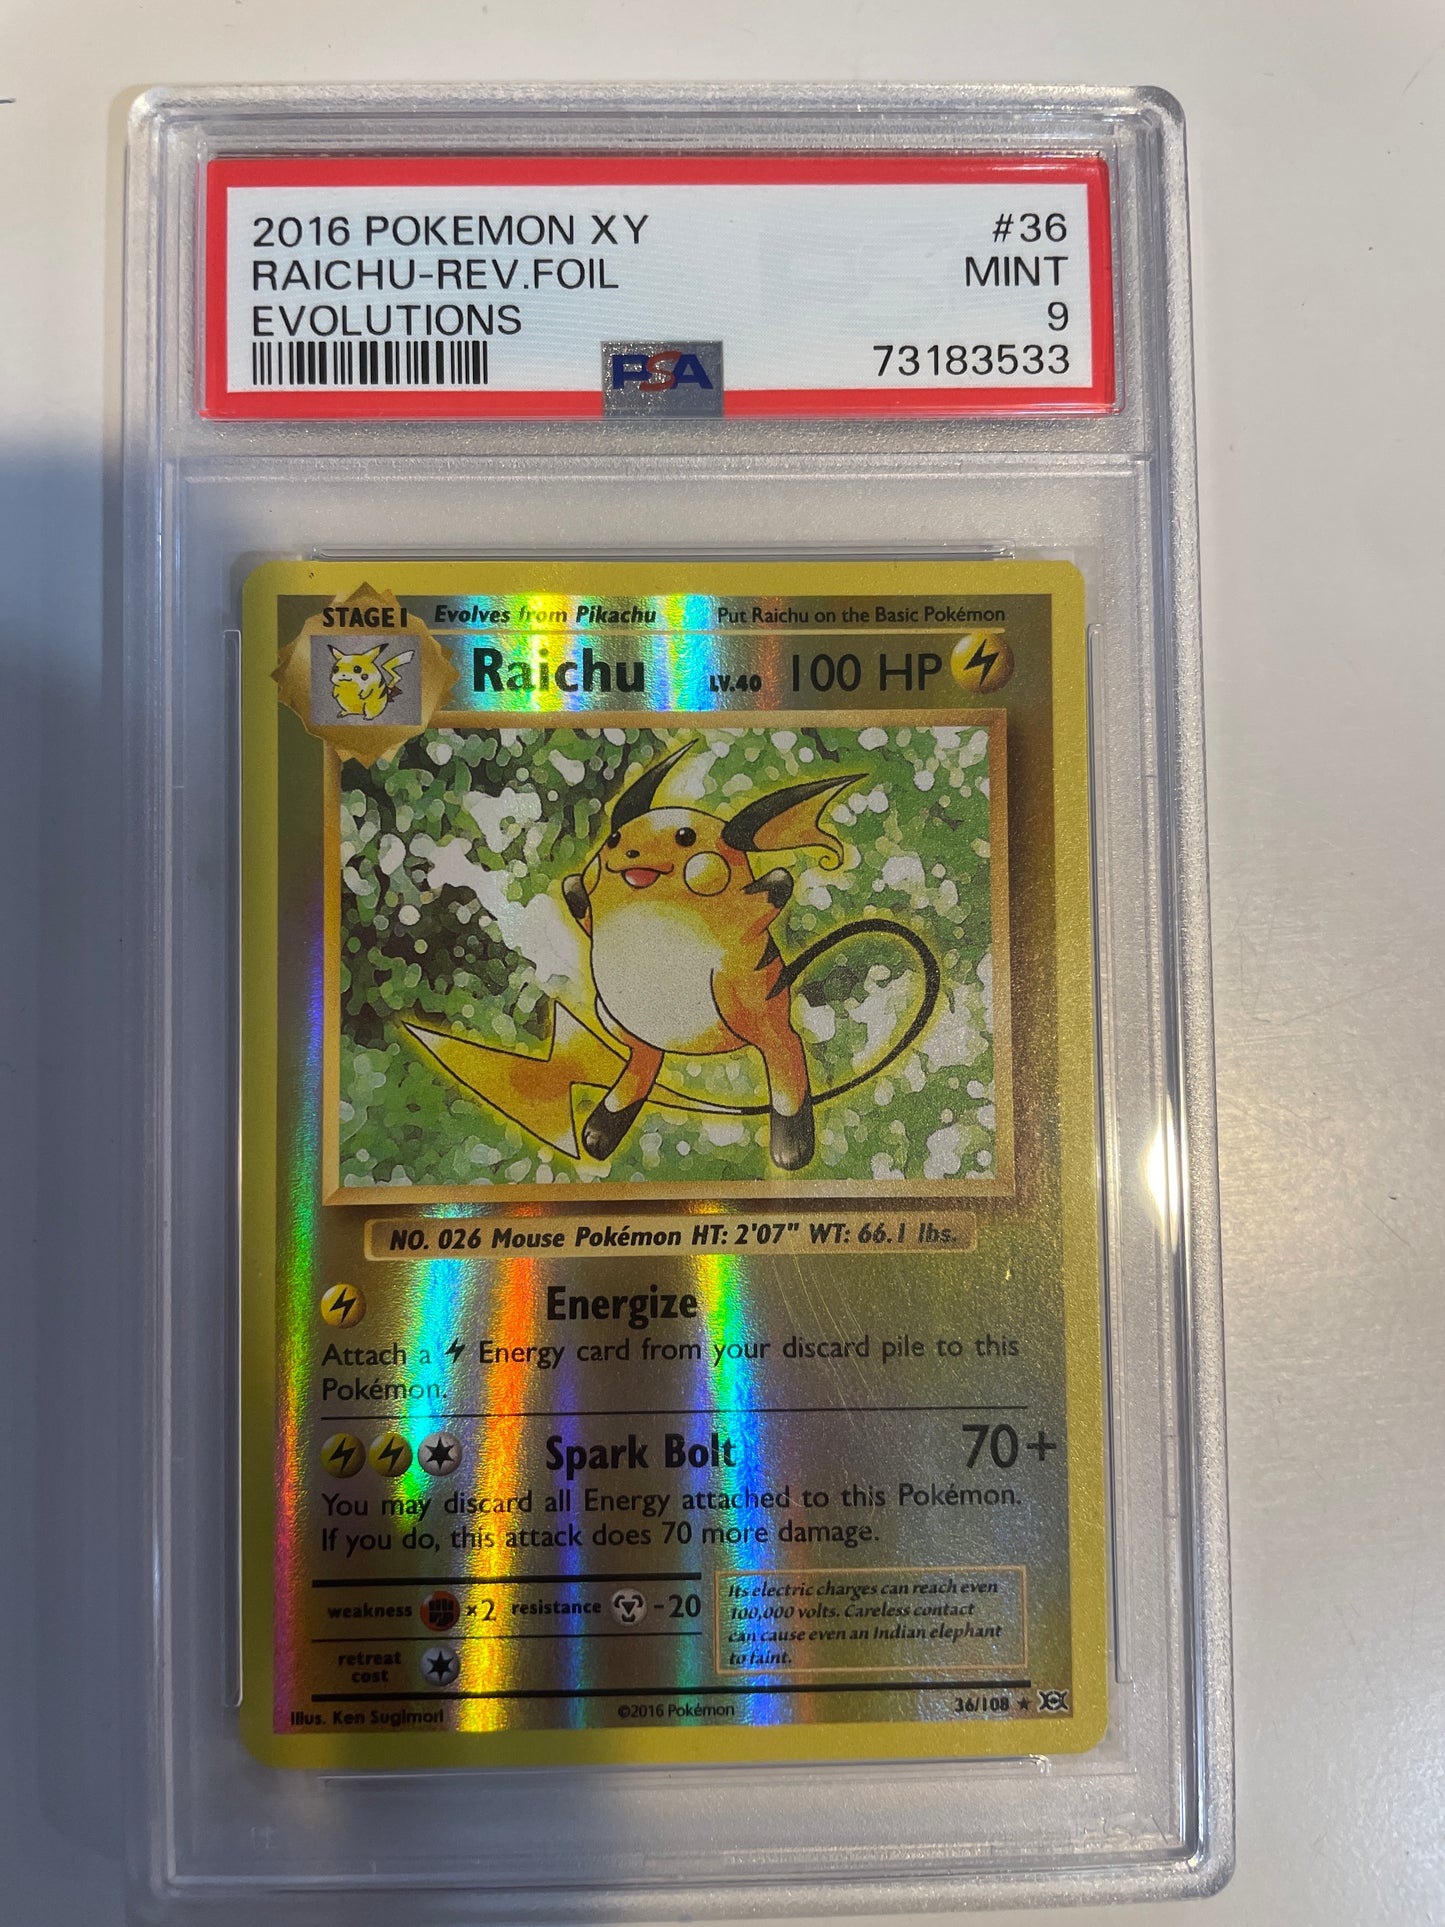 2016 POKEMON XY #36
RAICHU-REV.FOIL MINT
EVOLUTIONS 9
PSA 73183533
STAGE 1 Evolves from Pikachu Put Raichu on the Basic Pokémon
Raichu LV.40 100 HP
NO. 026 Mouse Pokémon HT: 2'07" WT: 66.1 lbs.
Energize
Attach a Energy card from your discard pile to this
Pokémon.
Spark Bolt 70+
You may discard all Energy attached to this Pokémon.
If you do, this attack does 70 more damage.
weakness ×2 resistance -20
retreat
cost
Its electric charges can reach even
100,000 volts. Careless contact
can cause even an Indian elephant
to faint.
Illus. Ken Sugimori ©2016 Pokémon 36/108 ★